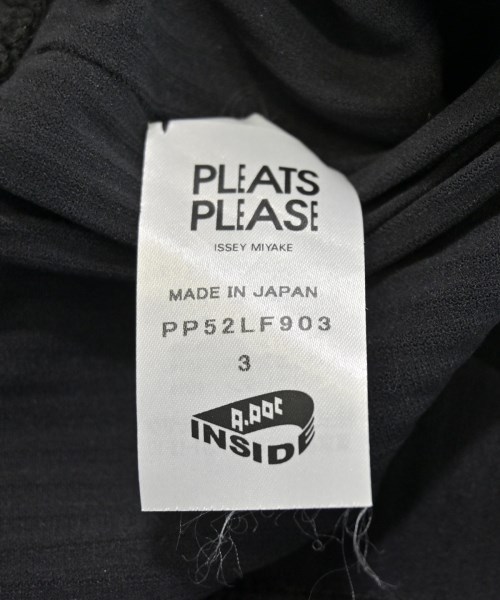 PLEATS
PLEASE
ISSEY MIYAKE
MADE IN JAPAN
PP52LF903
3
A-POC
INSIDE